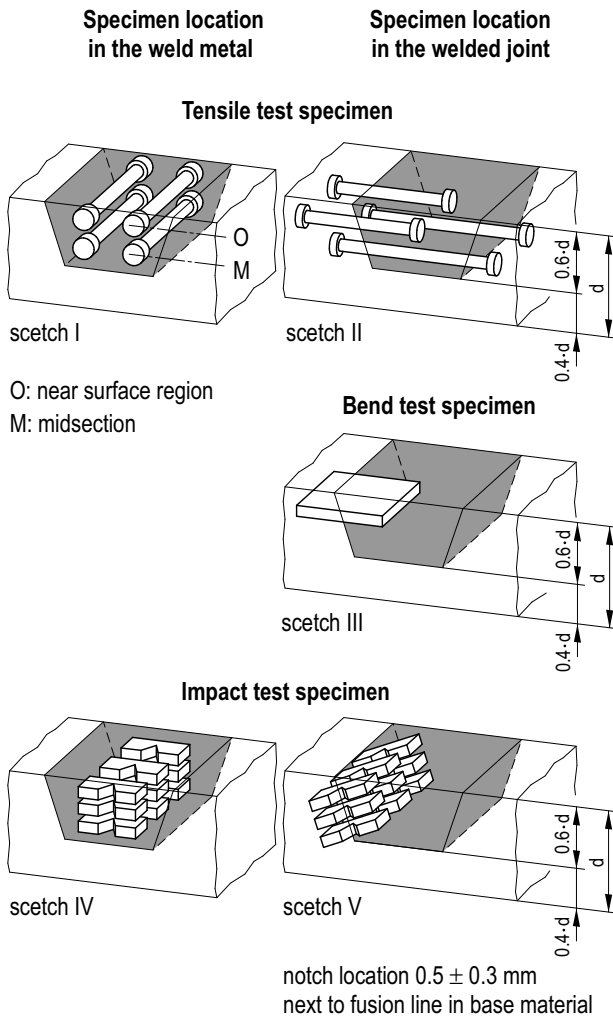 Specimen location
in the weld metal
Specimen location
in the welded joint
Tensile test specimen
O
M
0.6·d
d
0.4·d
scetch I
scetch II
O: near surface region
M: midsection
Bend test specimen
0.6·d
d
0.4·d
scetch III
Impact test specimen
0.6·d
d
0.4·d
scetch IV
scetch V
notch location 0.5 ± 0.3 mm
next to fusion line in base material